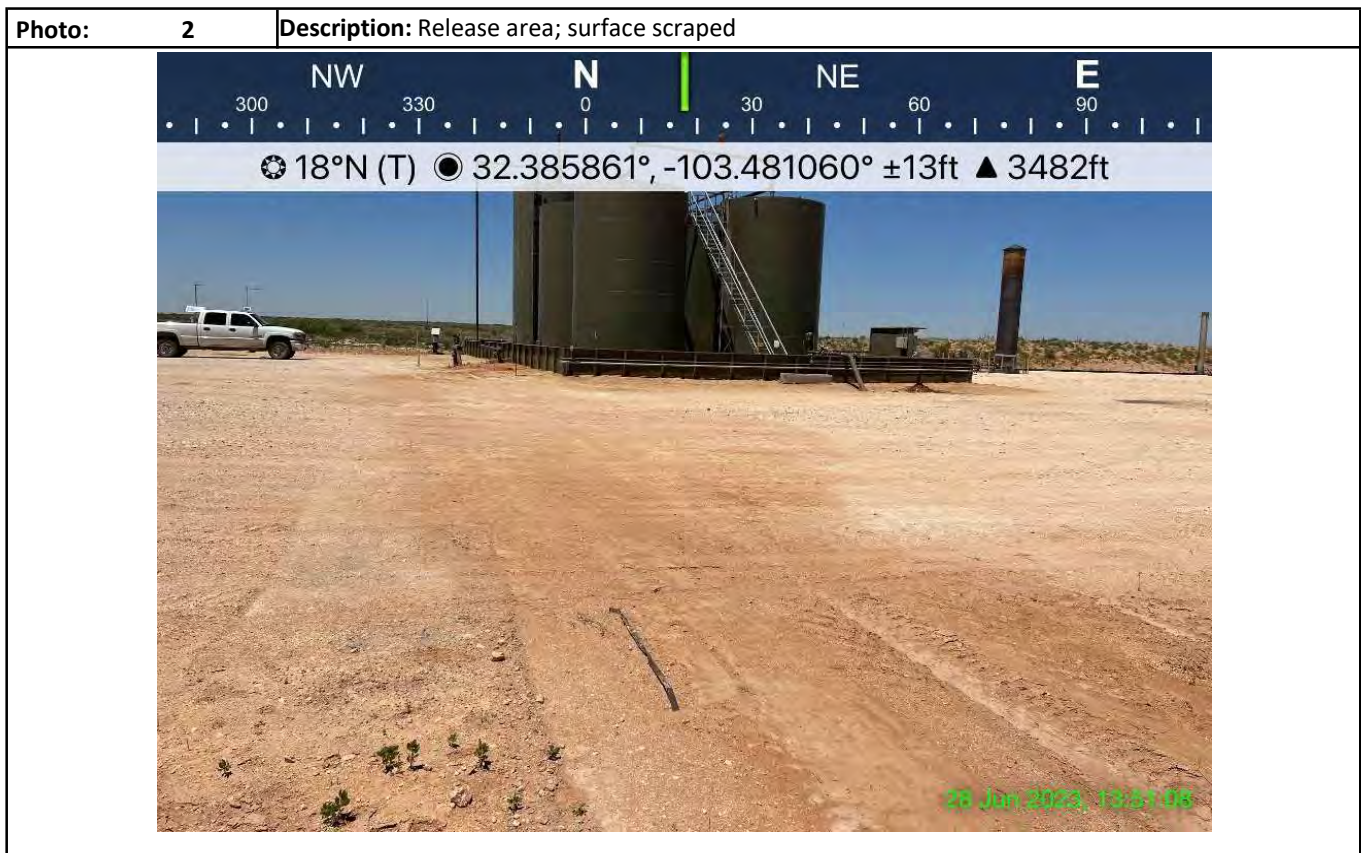 Photo: 2 Description: Release area; surface scraped
NW N NE E
300 330 0 30 60 90
18°N (T) 32.385861°, -103.481060° ±13ft ▲ 3482ft
28 Jun 2023, 13:51:08